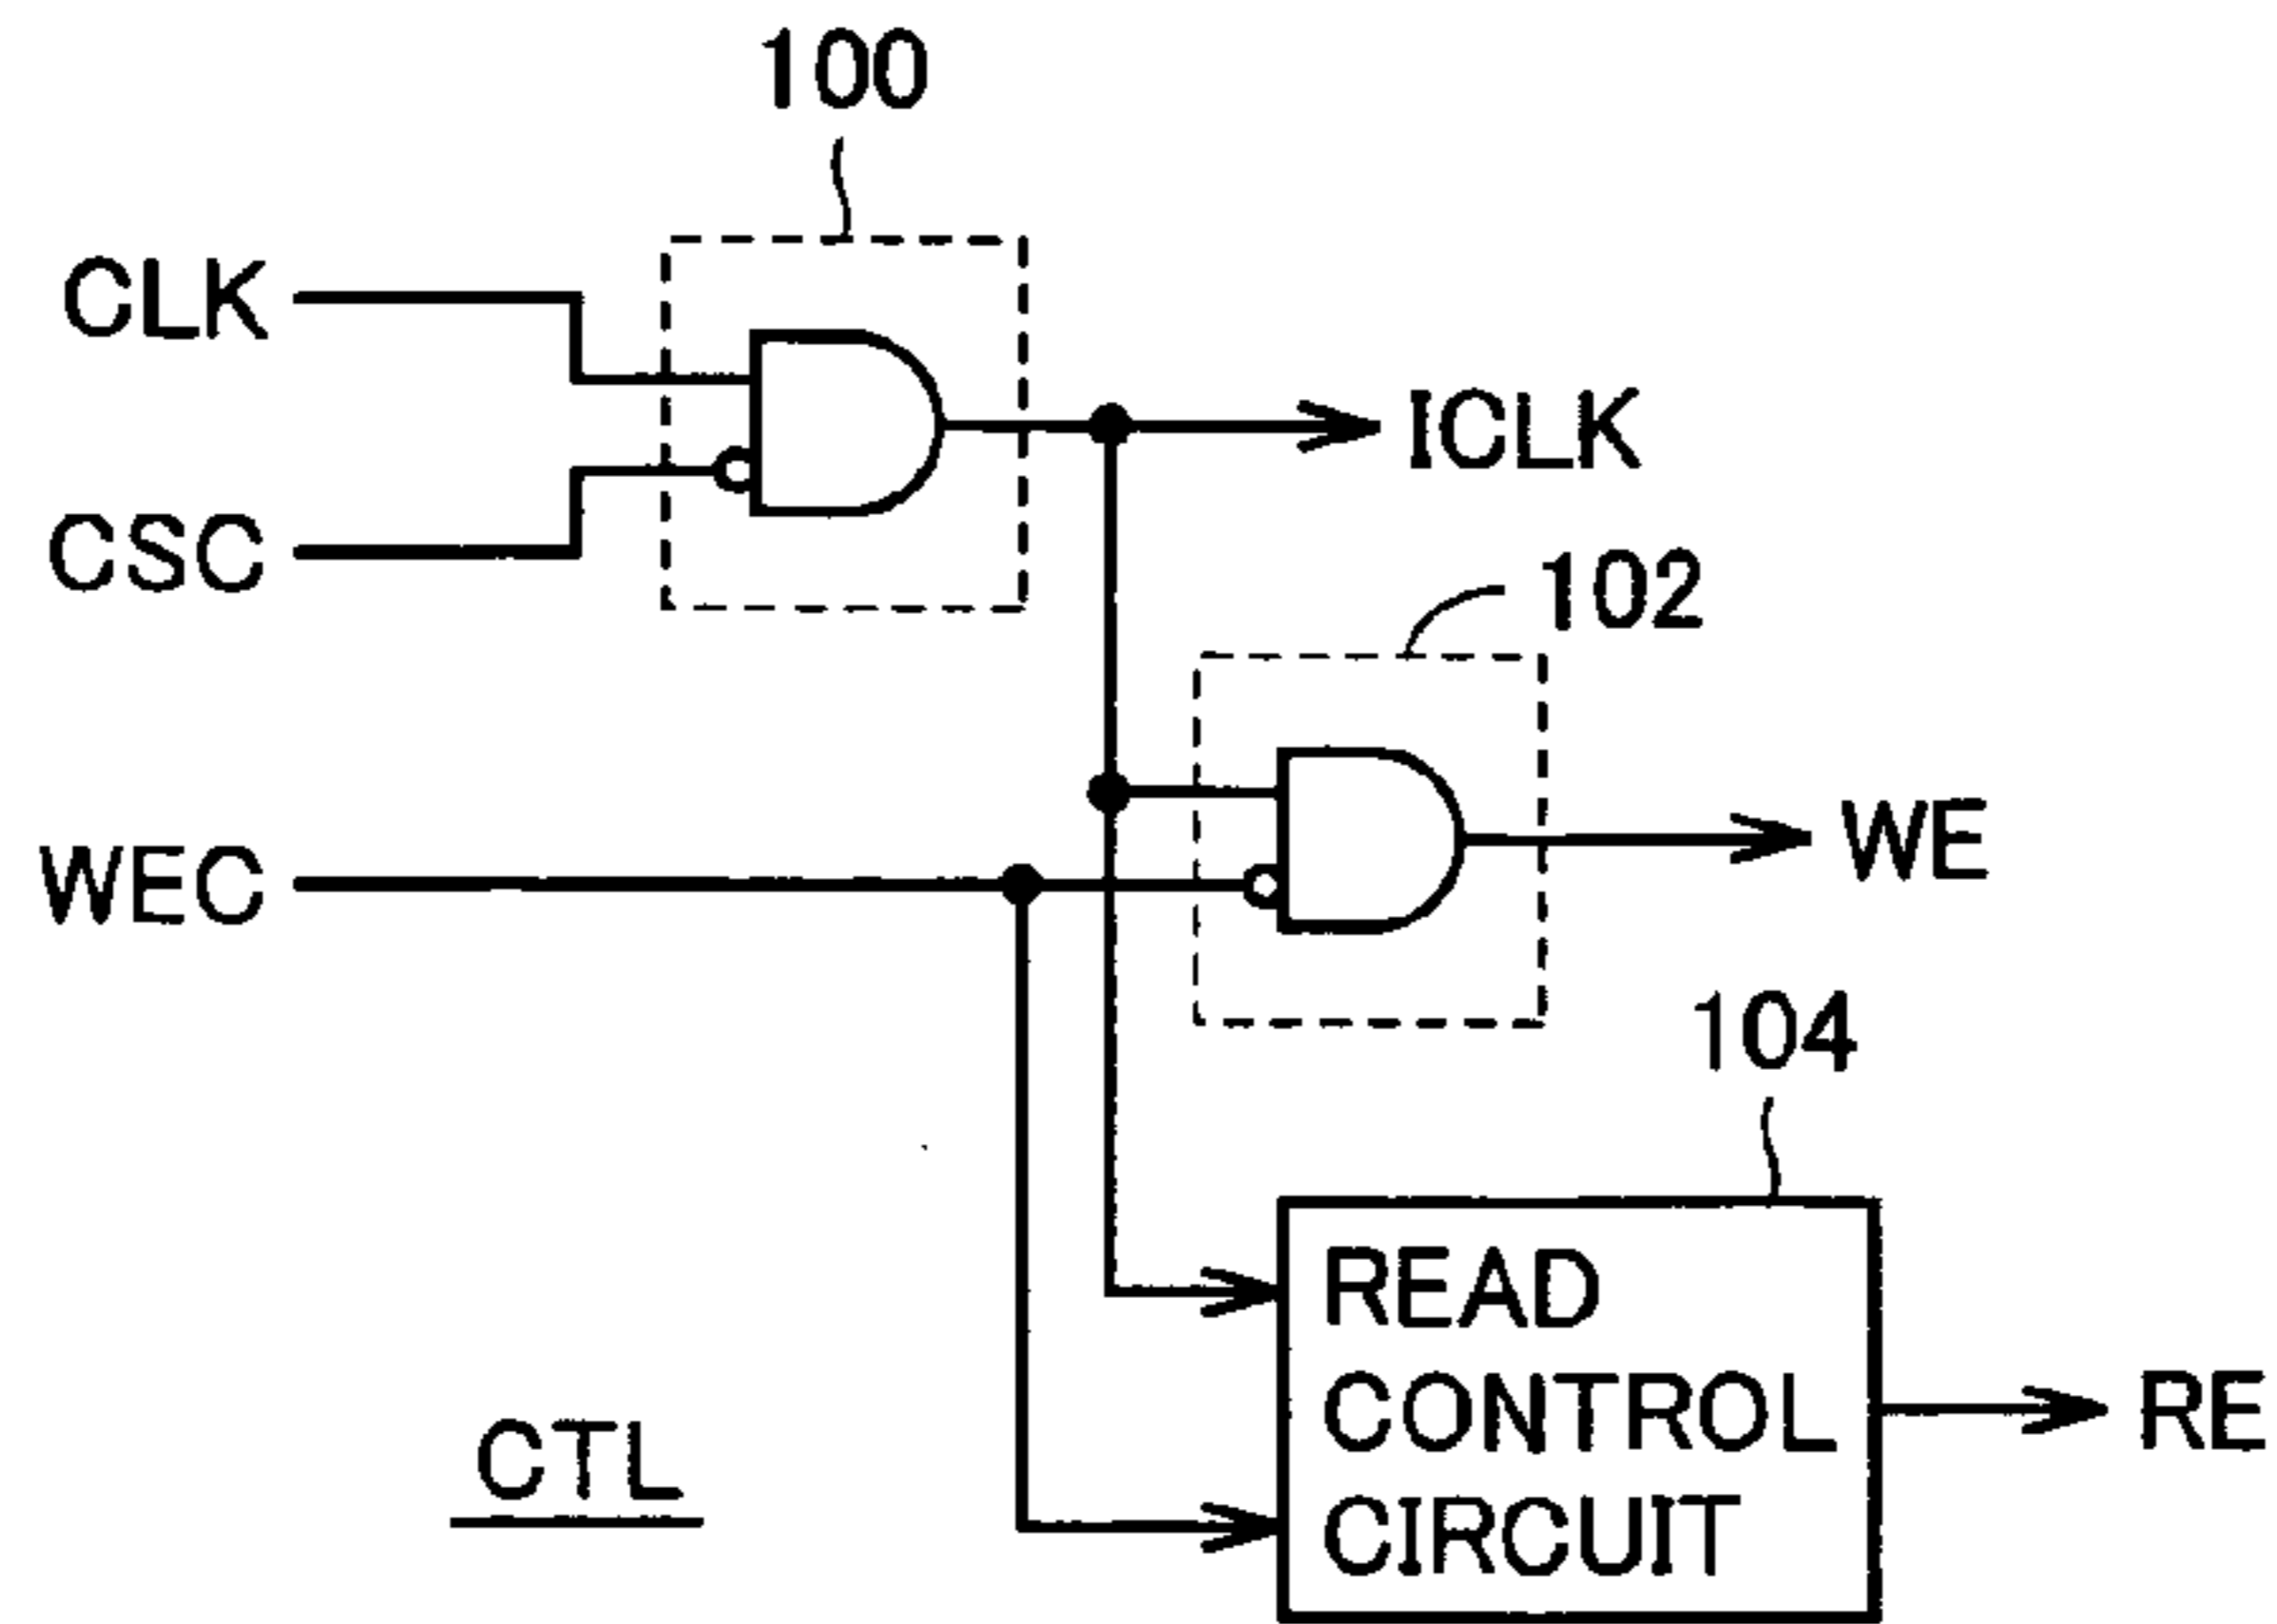 100
CLK
ICLK
CSC
102
WE
WEC
104
READ
CONTROL
CIRCUIT
RE
CTL